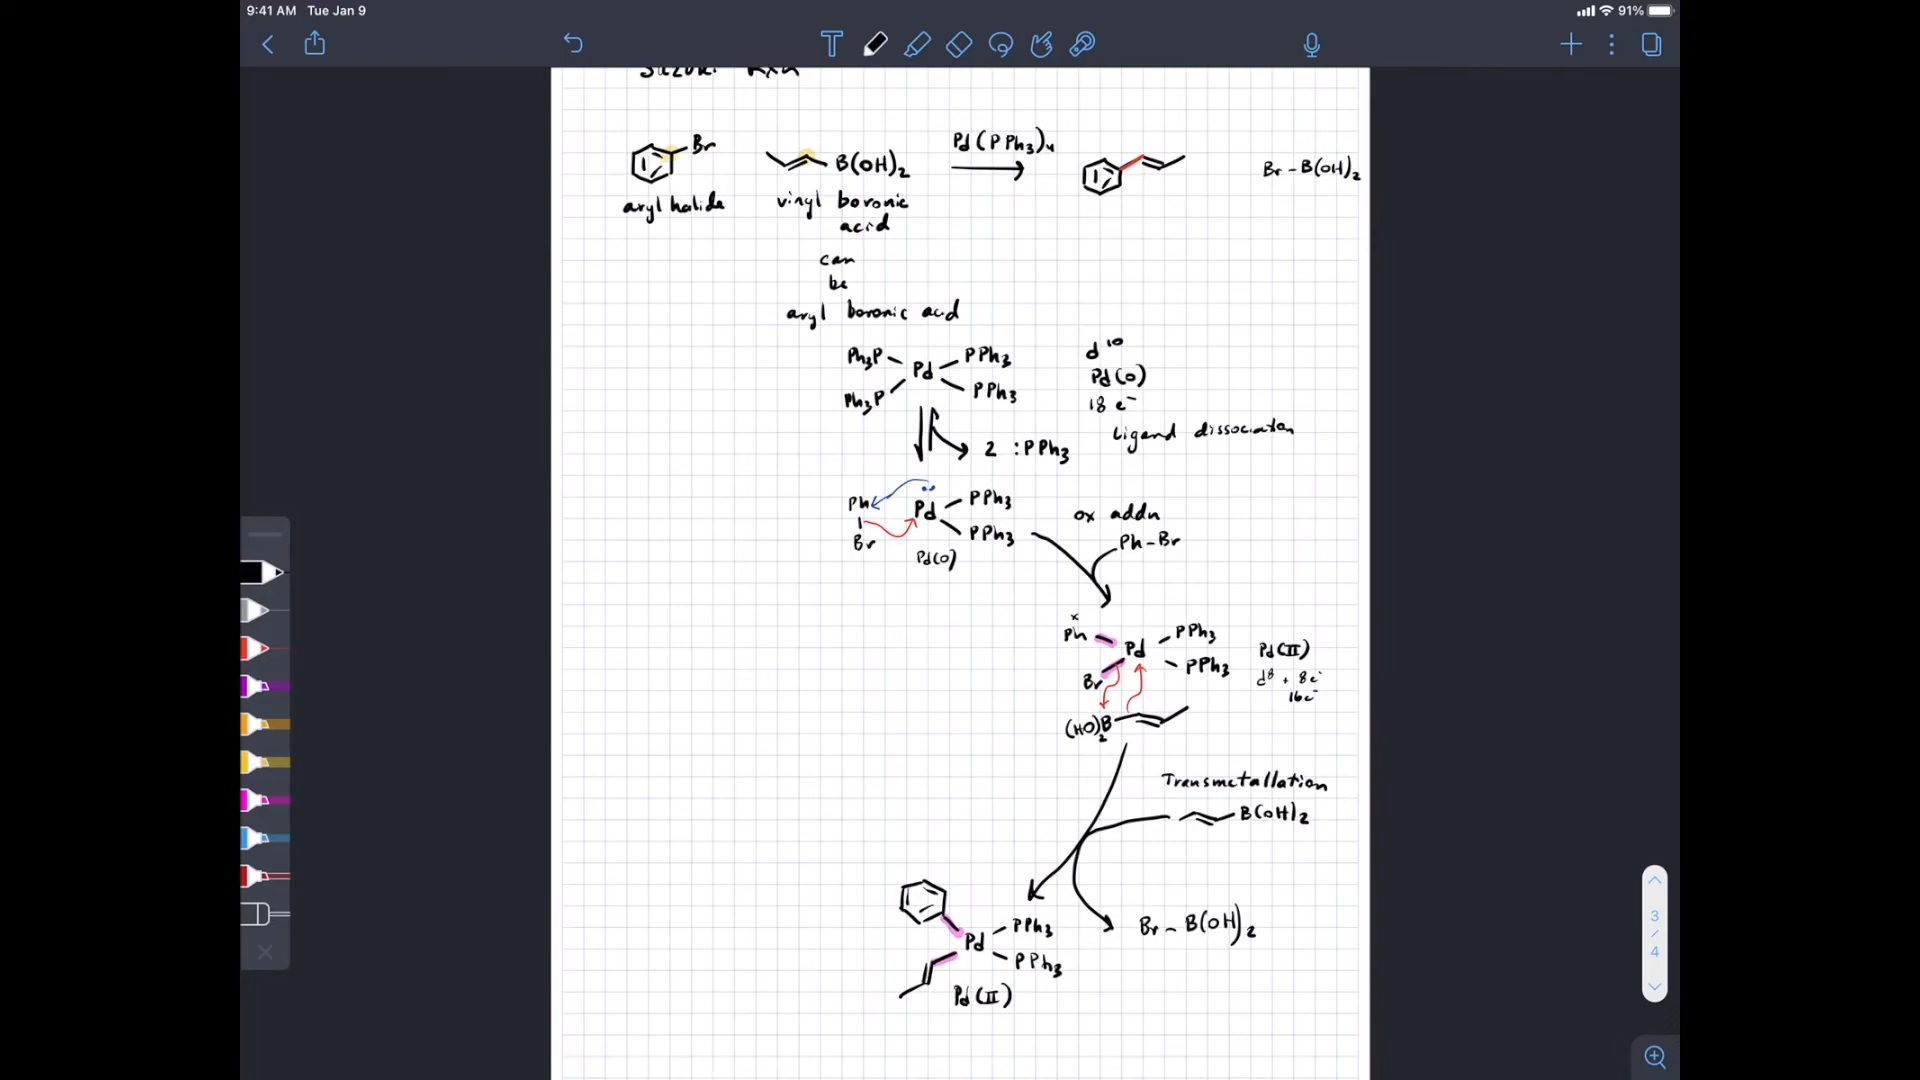 9:41 AM Tue Jan 9
91%
Suzuki Rxn
Br
B(OH)2
Pd(PPh3)4
Br-B(OH)2
aryl halide
vinyl boronic
acid
can
be
aryl boronic acid
Ph3P
Pd
PPh3
Ph3P
PPh3
d10
Pd(0)
18 e-
Ligand dissociation
2 :PPh3
Ph
Pd
PPh3
Br
PPh3
Pd(0)
ox addn
Ph-Br
x
Ph
Pd
PPh3
Br
PPh3
Pd(II)
d8 + 8e-
16e-
(HO)2B
Transmetallation
B(OH)2
Pd
PPh3
PPh3
Br-B(OH)2
Pd(II)
3
/
4